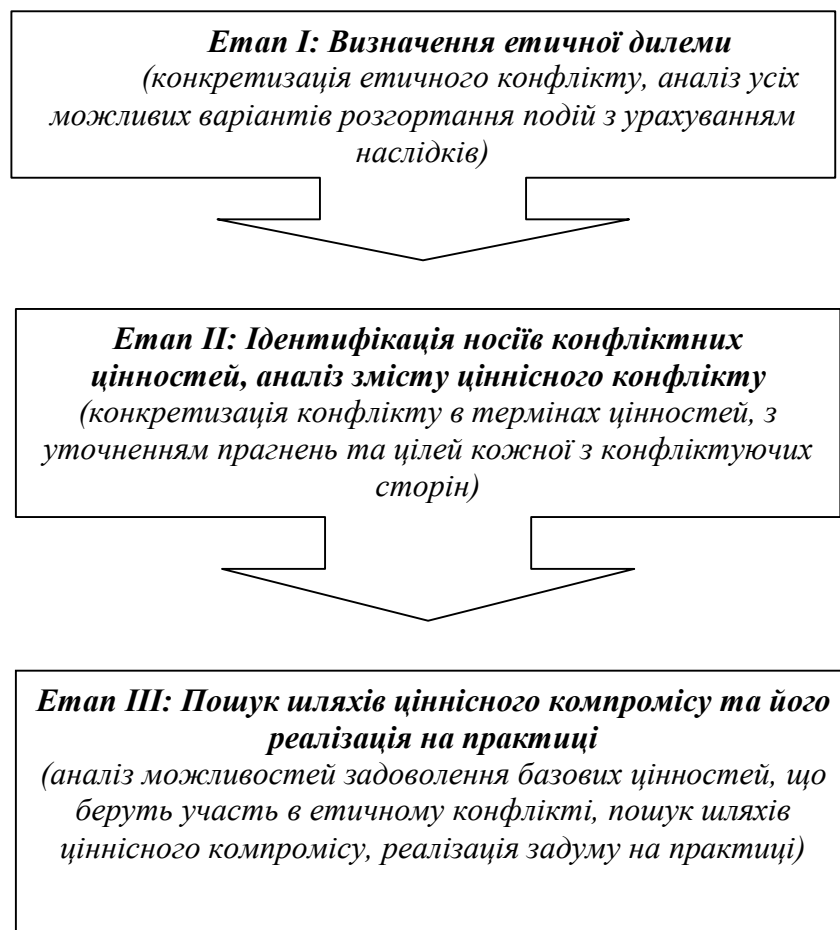 Етап І: Визначення етичної дилеми
(конкретизація етичного конфлікту, аналіз усіх
можливих варіантів розгортання подій з урахуванням
наслідків)
Етап ІІ: Ідентифікація носіїв конфліктних
цінностей, аналіз змісту ціннісного конфлікту
(конкретизація конфлікту в термінах цінностей, з
уточненням прагнень та цілей кожної з конфліктуючих
сторін)
Етап ІІІ: Пошук шляхів ціннісного компромісу та його
реалізація на практиці
(аналіз можливостей задоволення базових цінностей, що
беруть участь в етичному конфлікті, пошук шляхів
ціннісного компромісу, реалізація задуму на практиці)